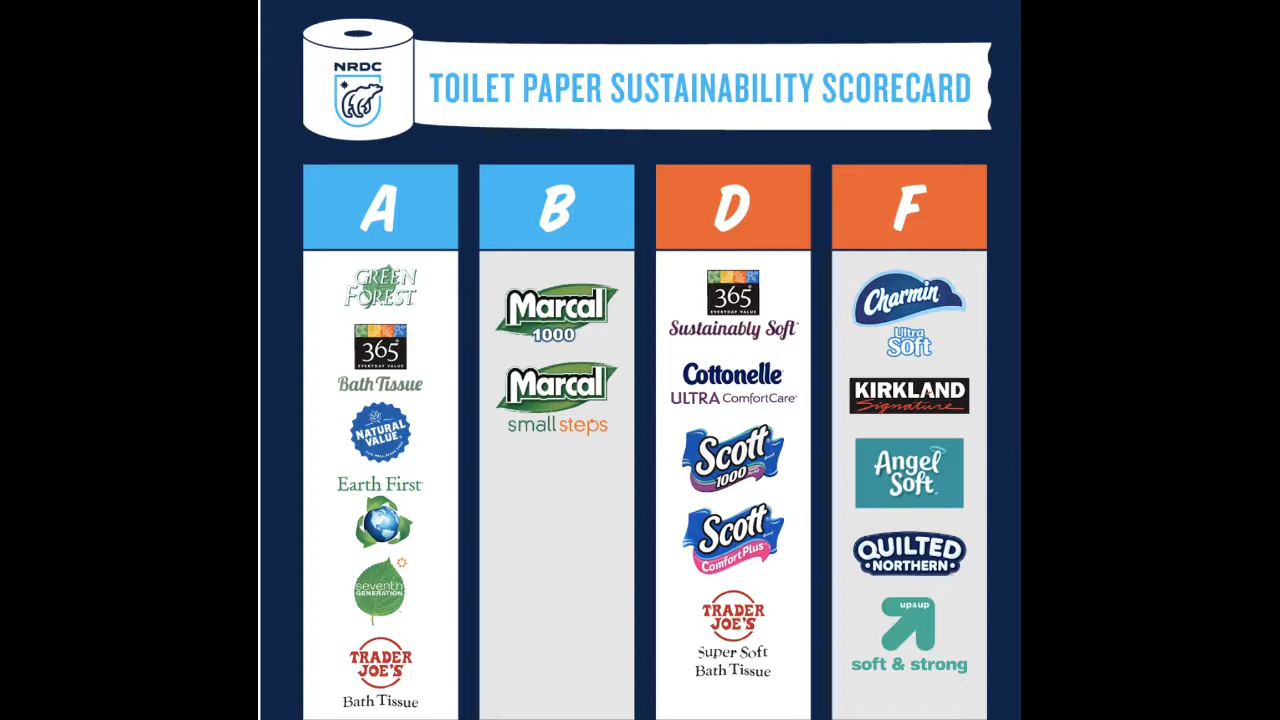 NRDC
TOILET PAPER SUSTAINABILITY SCORECARD
A
GREEN
FOREST
365
EVERYDAY VALUE
Bath Tissue
NATURAL
VALUE
Earth First
seventh
GENERATION
TRADER
JOE'S
Bath Tissue
B
Marcal
1000
Marcal
small steps
D
365
EVERYDAY VALUE
Sustainably Soft™
Cottonelle
ULTRA ComfortCare
Scott
1000
Scott
Comfort Plus™
TRADER
JOE'S
Super Soft
Bath Tissue
F
Charmin
Ultra
Soft
KIRKLAND
Signature
Angel
Soft
QUILTED
NORTHERN
up&up
soft & strong